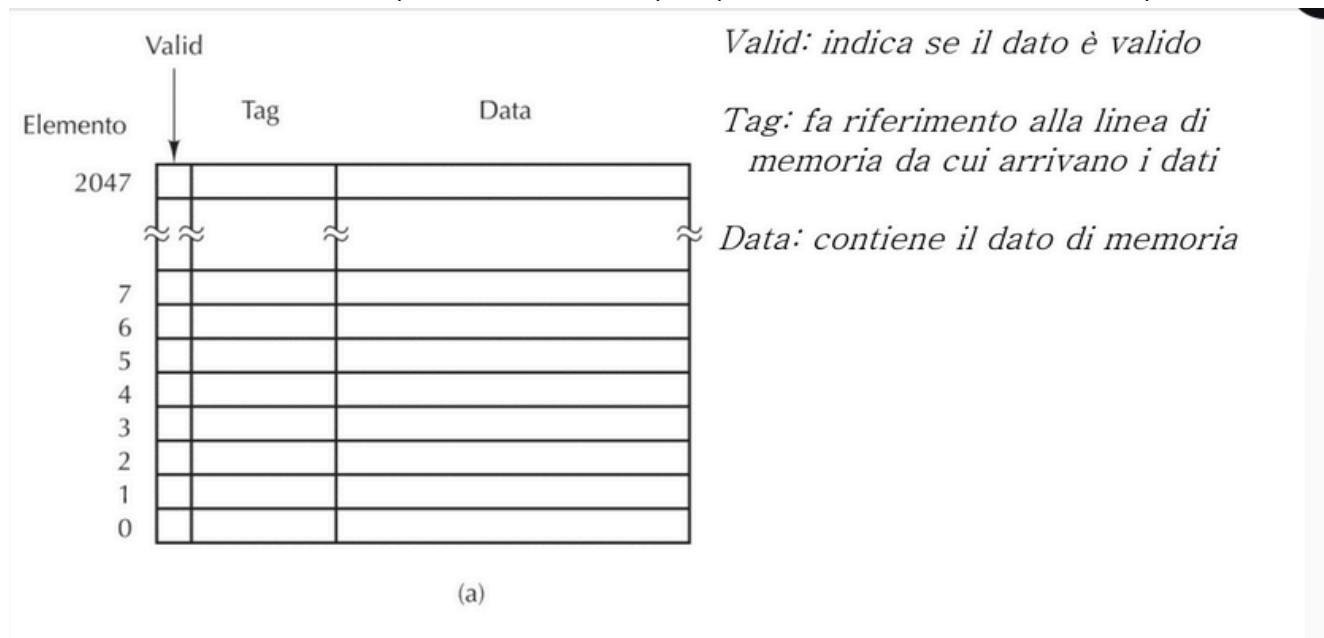 Valid
Elemento
Tag
Data
2047
7
6
5
4
3
2
1
0
(a)
Valid: indica se il dato è valido
Tag: fa riferimento alla linea di
memoria da cui arrivano i dati
Data: contiene il dato di memoria